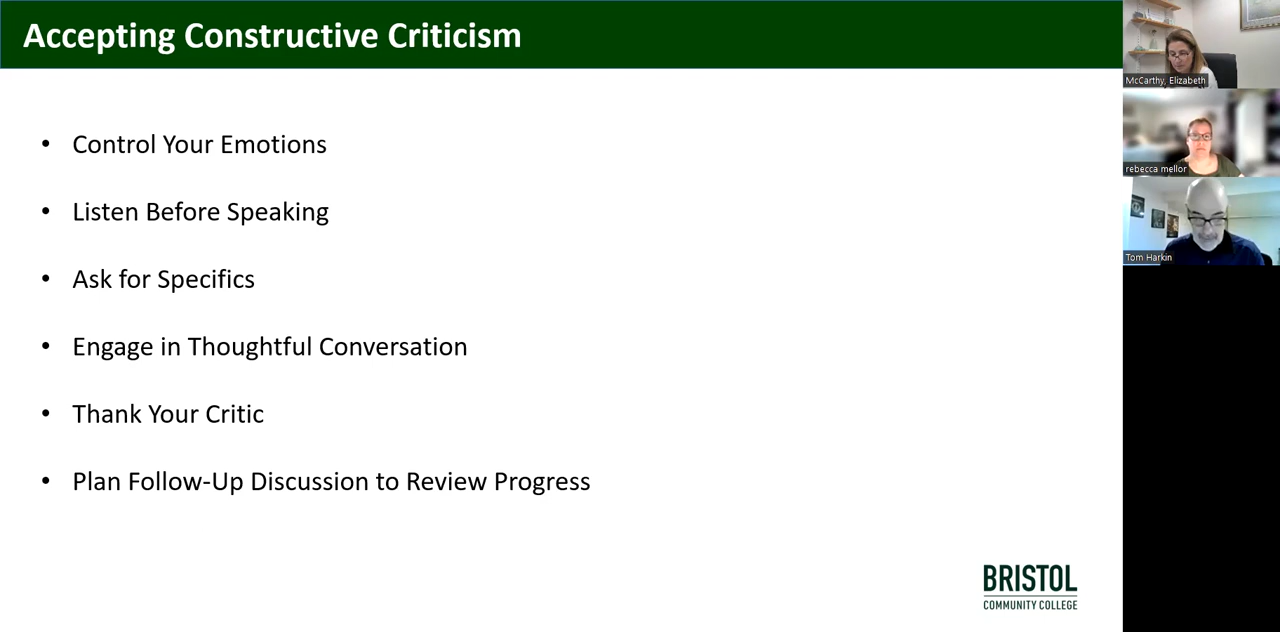 Accepting Constructive Criticism
• Control Your Emotions
• Listen Before Speaking
• Ask for Specifics
• Engage in Thoughtful Conversation
• Thank Your Critic
• Plan Follow-Up Discussion to Review Progress
BRISTOL
COMMUNITY COLLEGE
McCarthy, Elizabeth
rebecca mellor
Tom Harkin